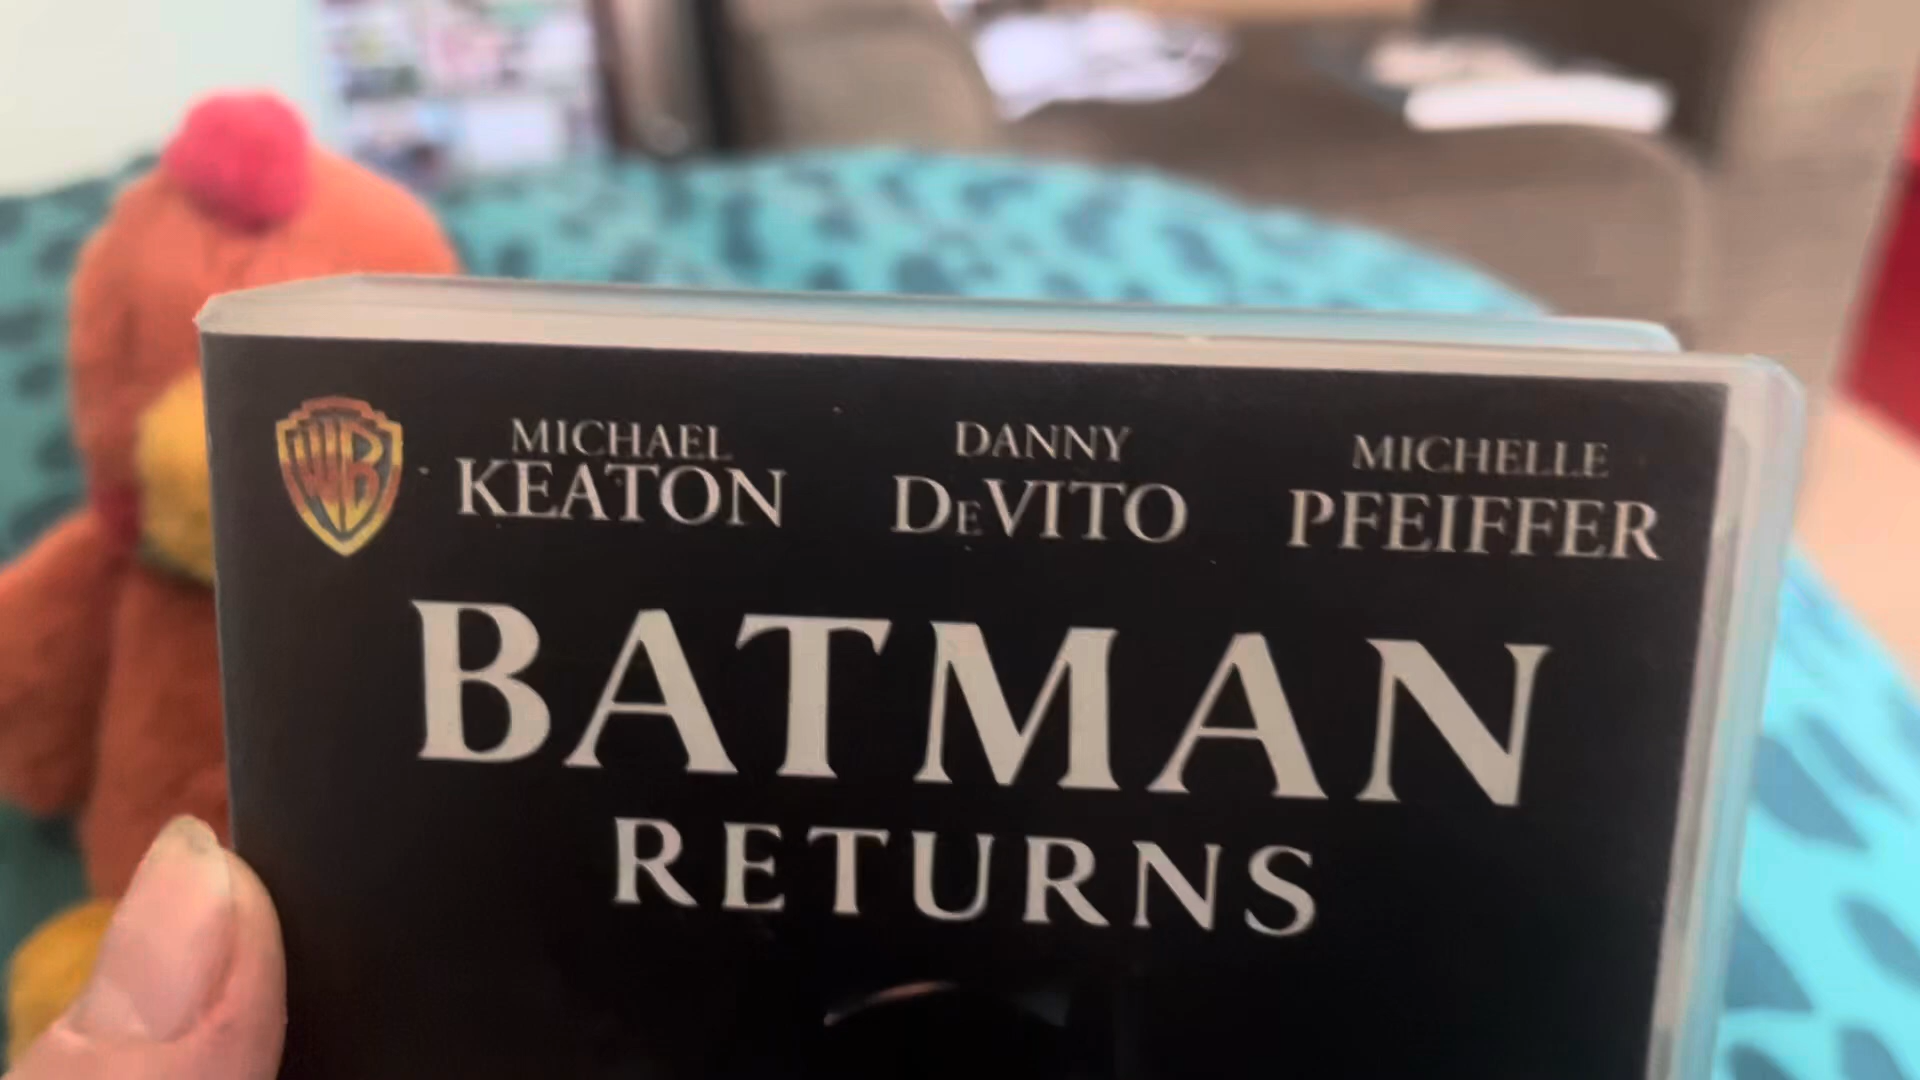 WB
MICHAEL
KEATON
DANNY
DeVITO
MICHELLE
PFEIFFER
BATMAN
RETURNS